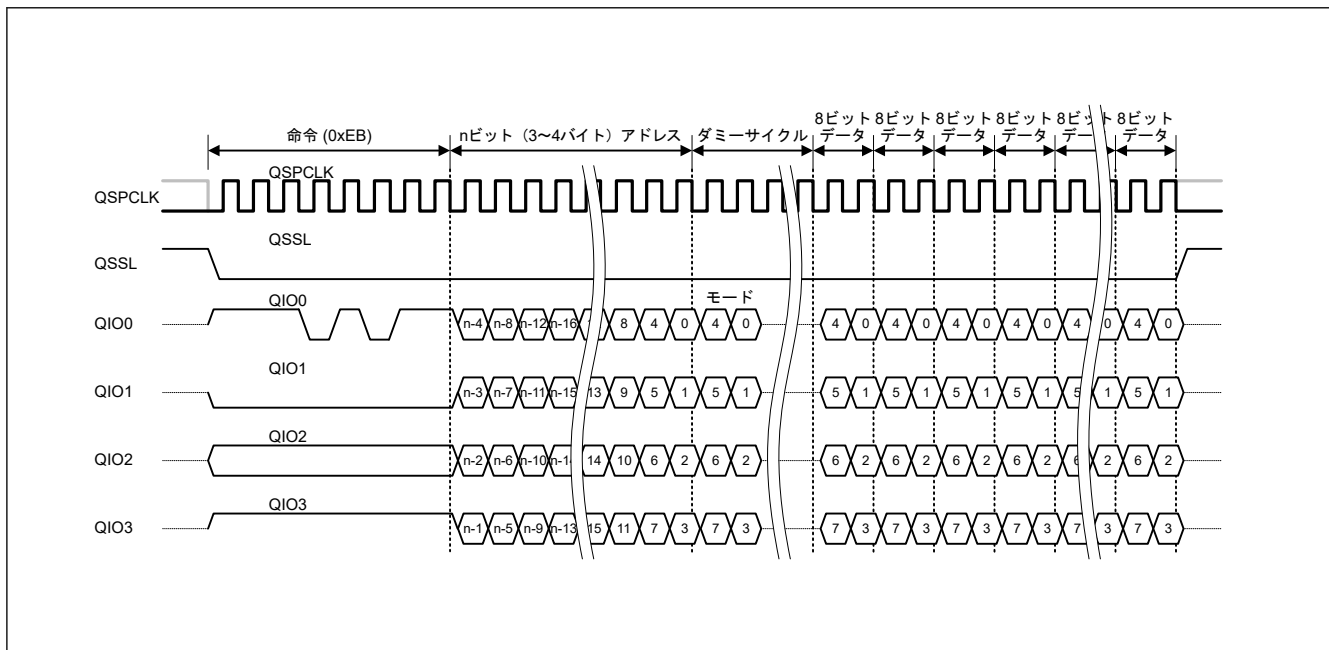 8ビット 8ビット 8ビット 8ビット 8ビット 8ビット
命令 (0xEB) nビット（3～4バイト）アドレス ダミーサイクル データ データ データ データ データ データ
QSPCLK
QSPCLK
QSSL
QSSL
QIO0
モード
QIO0 n-4 n-8 n-12 n-16 8 4 0 4 0 4 0 4 0 4 0 4 0 4 0 4 0
QIO1
QIO1 n-3 n-7 n-11 n-15 13 9 5 1 5 1 5 1 5 1 5 1 5 1 5 1 5 1
QIO2
QIO2 n-2 n-6 n-10 n-14 14 10 6 2 6 2 6 2 6 2 6 2 6 2 6 2 6 2
QIO3
QIO3 n-1 n-5 n-9 n-13 15 11 7 3 7 3 7 3 7 3 7 3 7 3 7 3 7 3